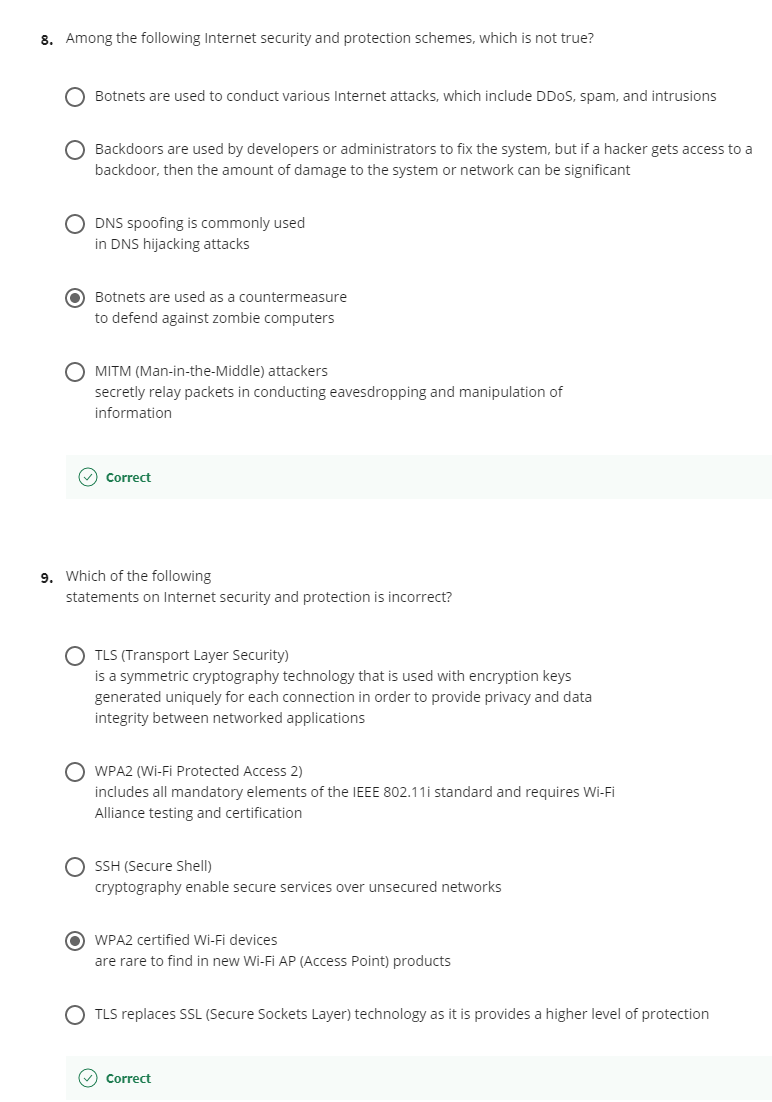 8. Among the following Internet security and protection schemes, which is not true?
Botnets are used to conduct various Internet attacks, which include DDoS, spam, and intrusions
Backdoors are used by developers or administrators to fix the system, but if a hacker gets access to a
backdoor, then the amount of damage to the system or network can be significant
DNS spoofing is commonly used
in DNS hijacking attacks
Botnets are used as a countermeasure
to defend against zombie computers
MITM (Man-in-the-Middle) attackers
secretly relay packets in conducting eavesdropping and manipulation of
information
Correct
9. Which of the following
statements on Internet security and protection is incorrect?
TLS (Transport Layer Security)
is a symmetric cryptography technology that is used with encryption keys
generated uniquely for each connection in order to provide privacy and data
integrity between networked applications
WPA2 (Wi-Fi Protected Access 2)
includes all mandatory elements of the IEEE 802.11i standard and requires Wi-Fi
Alliance testing and certification
SSH (Secure Shell)
cryptography enable secure services over unsecured networks
WPA2 certified Wi-Fi devices
are rare to find in new Wi-Fi AP (Access Point) products
TLS replaces SSL (Secure Sockets Layer) technology as it is provides a higher level of protection
Correct